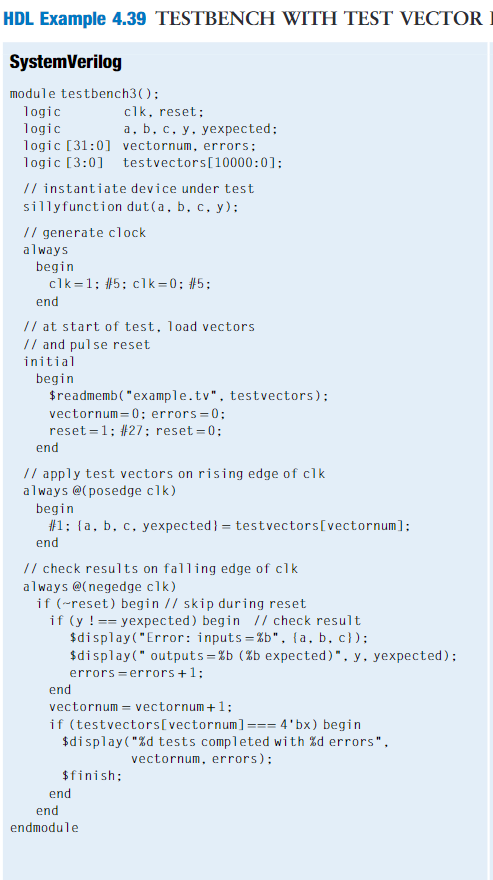 HDL Example 4.39 TESTBENCH WITH TEST VECTOR
SystemVerilog
module testbench3();
logic clk, reset;
logic a, b, c, y, yexpected;
logic [31:0] vectornum, errors;
logic [3:0] testvectors[10000:0];
// instantiate device under test
sillyfunction dut(a, b, c, y);
// generate clock
always
begin
clk=1; #5; clk=0; #5;
end
// at start of test, load vectors
// and pulse reset
initial
begin
$readmemb("example.tv", testvectors);
vectornum=0; errors=0;
reset=1; #27; reset=0;
end
// apply test vectors on rising edge of clk
always @(posedge clk)
begin
#1; {a, b, c, yexpected}=testvectors[vectornum];
end
// check results on falling edge of clk
always @(negedge clk)
if (~reset) begin // skip during reset
if (y !== yexpected) begin // check result
$display("Error: inputs=%b", {a, b, c});
$display(" outputs=%b (%b expected)", y, yexpected);
errors=errors+1;
end
vectornum = vectornum+1;
if (testvectors[vectornum]=== 4'bx) begin
$display("%d tests completed with %d errors",
vectornum, errors);
$finish;
end
end
endmodule